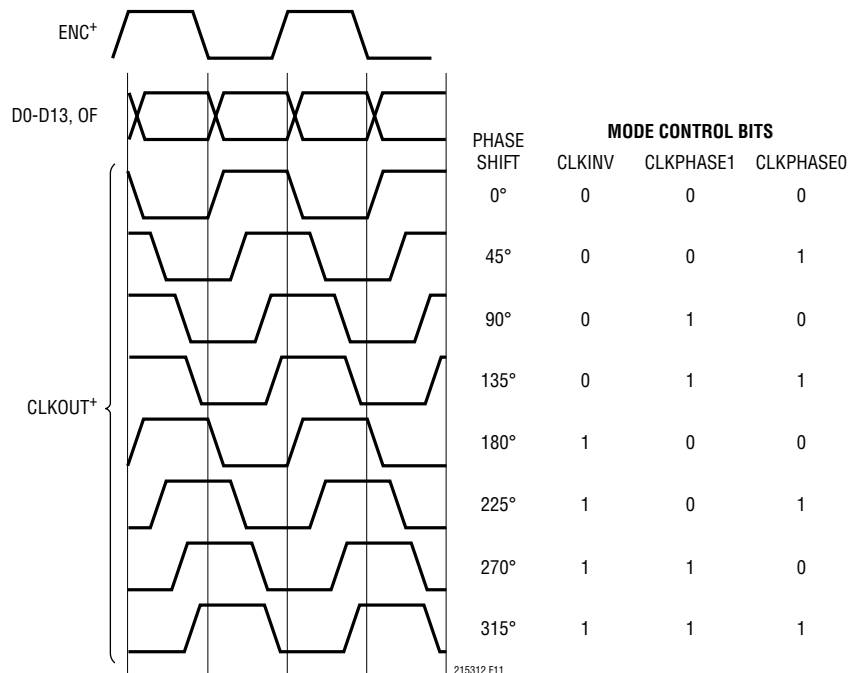 ENC+
D0-D13, OF
CLKOUT+
MODE CONTROL BITS
PHASE SHIFT CLKINV CLKPHASE1 CLKPHASE0
0° 0 0 0
45° 0 0 1
90° 0 1 0
135° 0 1 1
180° 1 0 0
225° 1 0 1
270° 1 1 0
315° 1 1 1
215312 F11